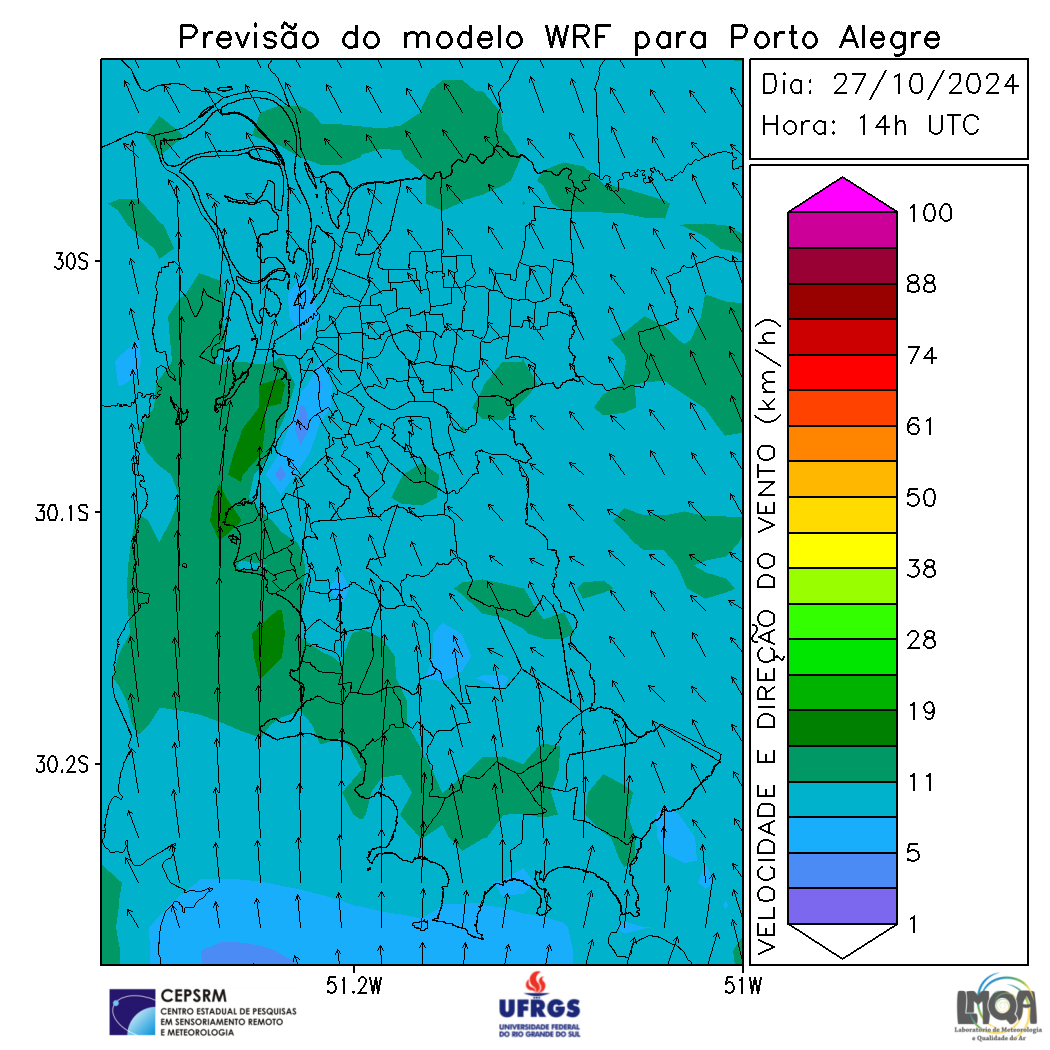 Previsão do modelo WRF para Porto Alegre
Dia: 27/10/2024
Hora: 14h UTC
30S
30.1S
30.2S
51.2W
51W
VELOCIDADE E DIREÇÃO DO VENTO (km/h)
100
88
74
61
50
38
28
19
11
5
1
CEPSRM
CENTRO ESTADUAL DE PESQUISAS
EM SENSORIAMENTO REMOTO
E METEOROLOGIA
UFRGS
UNIVERSIDADE FEDERAL
DO RIO GRANDE DO SUL
LMQA
Laboratório de Meteorologia
e Qualidade do Ar